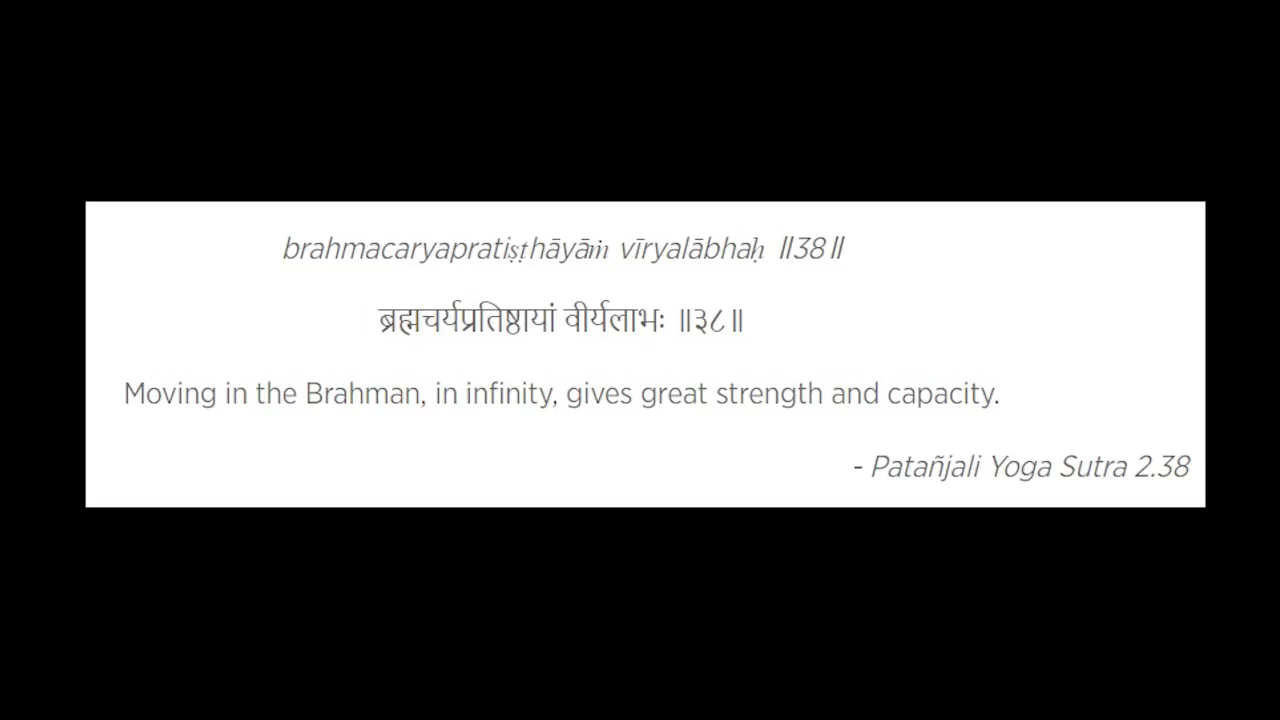 brahmacaryapratiṣṭhāyāṁ vīryalābhaḥ ॥38॥
ब्रह्मचर्यप्रतिष्ठायां वीर्यलाभः ॥३८॥
Moving in the Brahman, in infinity, gives great strength and capacity.
- Patañjali Yoga Sutra 2.38